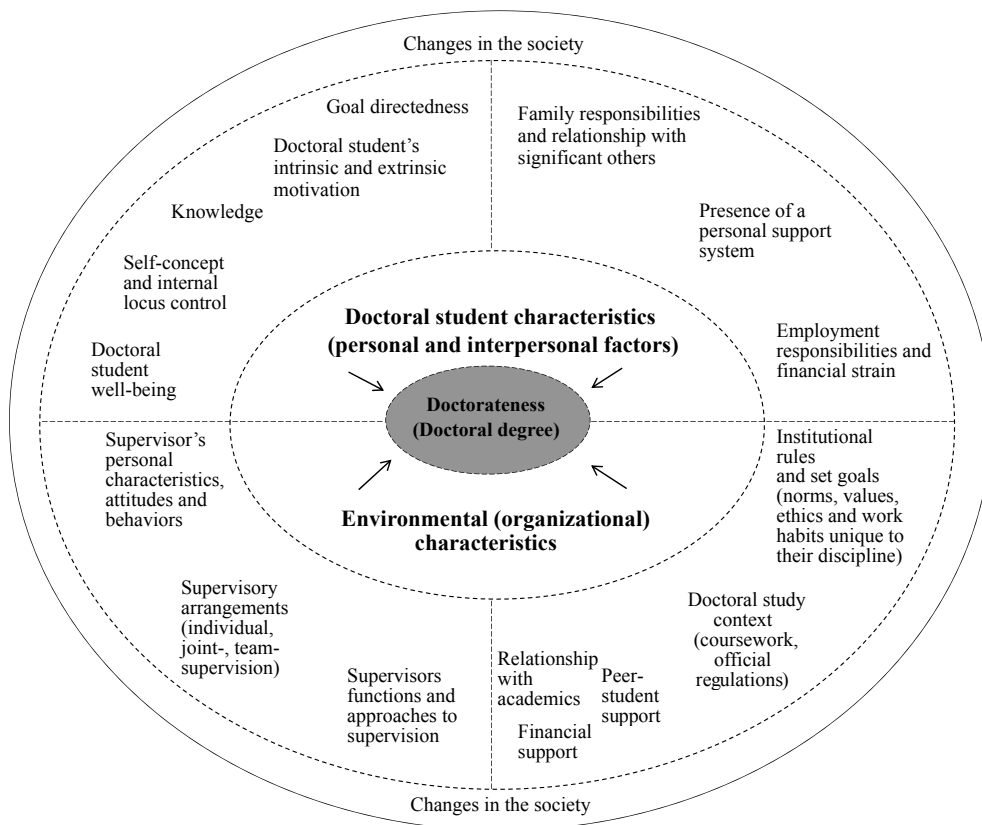 Changes in the society
Goal directedness
Doctoral student's
intrinsic and extrinsic
motivation
Knowledge
Self-concept
and internal
locus control
Doctoral
student
well-being
Family responsibilities
and relationship with
significant others
Presence of a
personal support
system
Employment
responsibilities and
financial strain
Doctoral student characteristics
(personal and interpersonal factors)
Doctorateness
(Doctoral degree)
Environmental (organizational)
characteristics
Supervisor's
personal
characteristics,
attitudes and
behaviors
Supervisory
arrangements
(individual,
joint-, team-
supervision)
Supervisors
functions and
approaches to
supervision
Relationship
with
academics
Peer-
student
support
Financial
support
Doctoral study
context
(coursework,
official
regulations)
Institutional
rules
and set goals
(norms, values,
ethics and work
habits unique to
their discipline)
Changes in the society